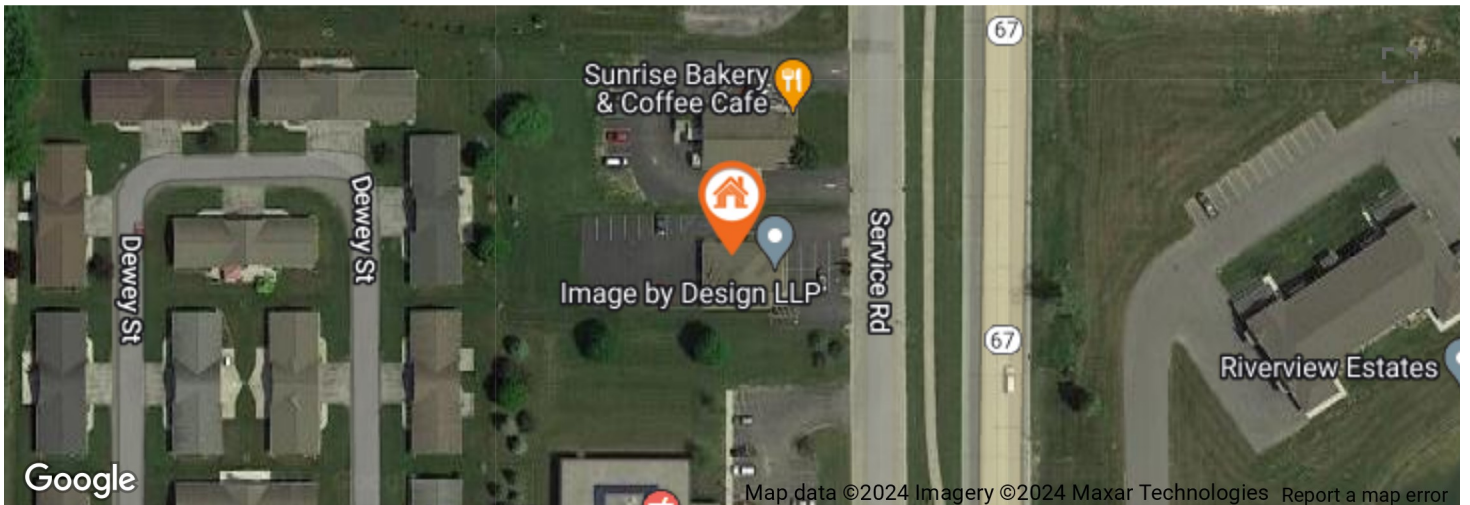 67
Sunrise Bakery
& Coffee Cafe
Dewey St
Dewey St
Service Rd
Image by Design LLP
67
Riverview Estates
Google
Map data ©2024 Imagery ©2024 Maxar Technologies
Report a map error